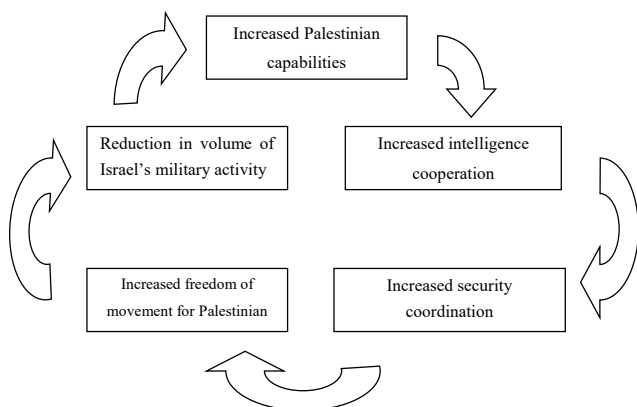 Increased Palestinian
capabilities
Reduction in volume of
Israel's military activity
Increased intelligence
cooperation
Increased freedom of
movement for Palestinian
Increased security
coordination